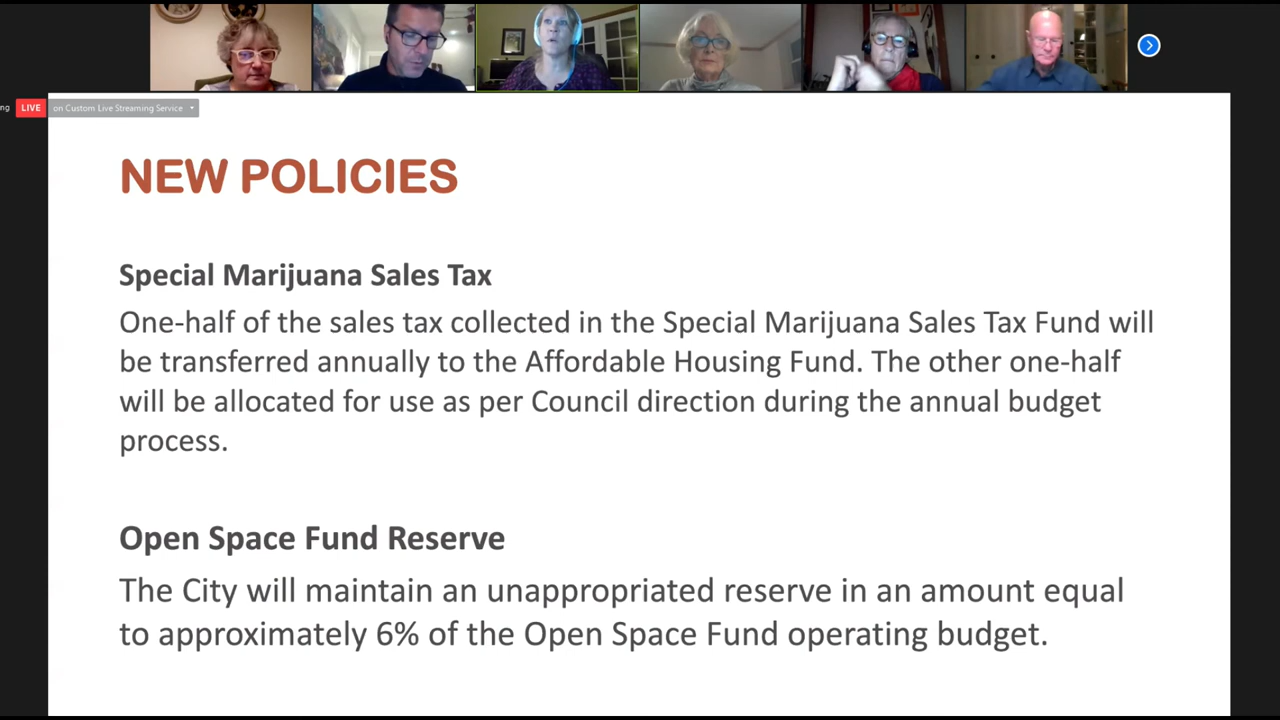 ng LIVE on Custom Live Streaming Service
NEW POLICIES
Special Marijuana Sales Tax
One-half of the sales tax collected in the Special Marijuana Sales Tax Fund will
be transferred annually to the Affordable Housing Fund. The other one-half
will be allocated for use as per Council direction during the annual budget
process.
Open Space Fund Reserve
The City will maintain an unappropriated reserve in an amount equal
to approximately 6% of the Open Space Fund operating budget.